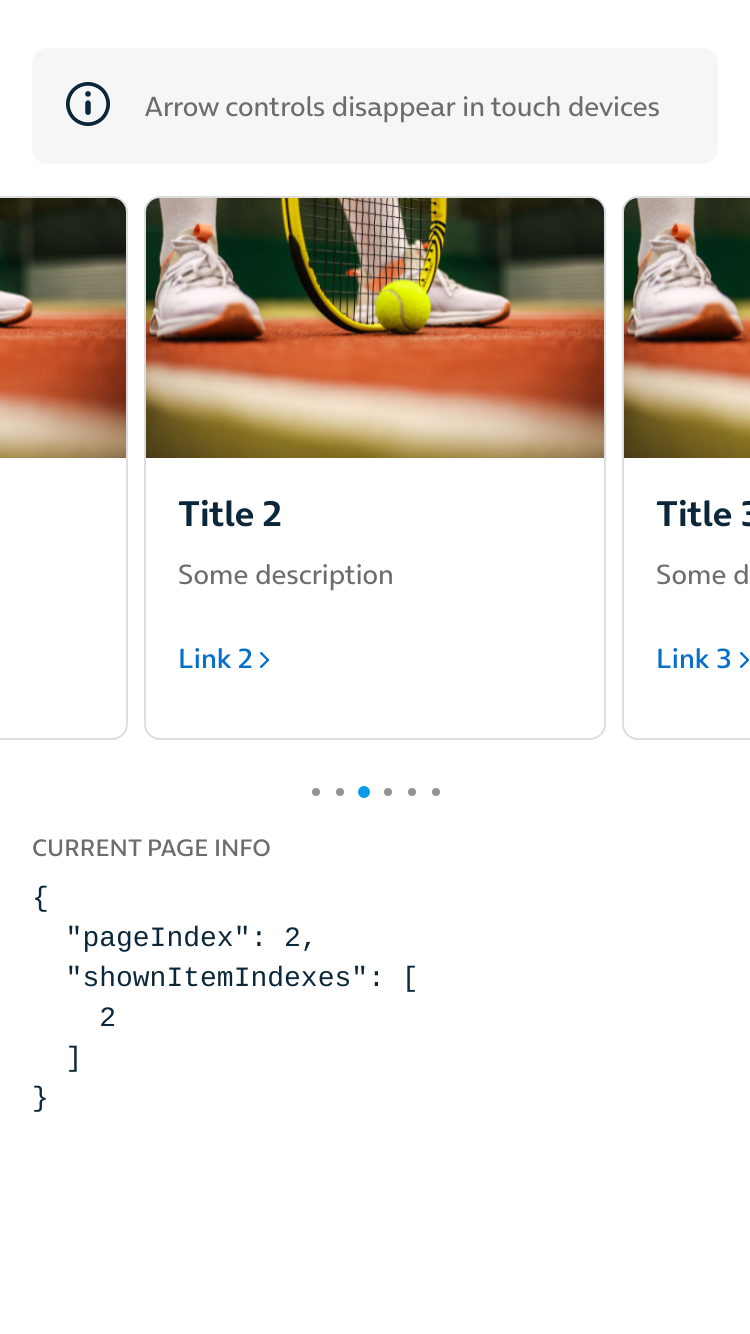 Arrow controls disappear in touch devices
Title 2
Some description
Link 2
Title 3
Some d
Link 3
CURRENT PAGE INFO
{
  "pageIndex": 2,
  "shownItemIndexes": [
    2
  ]
}